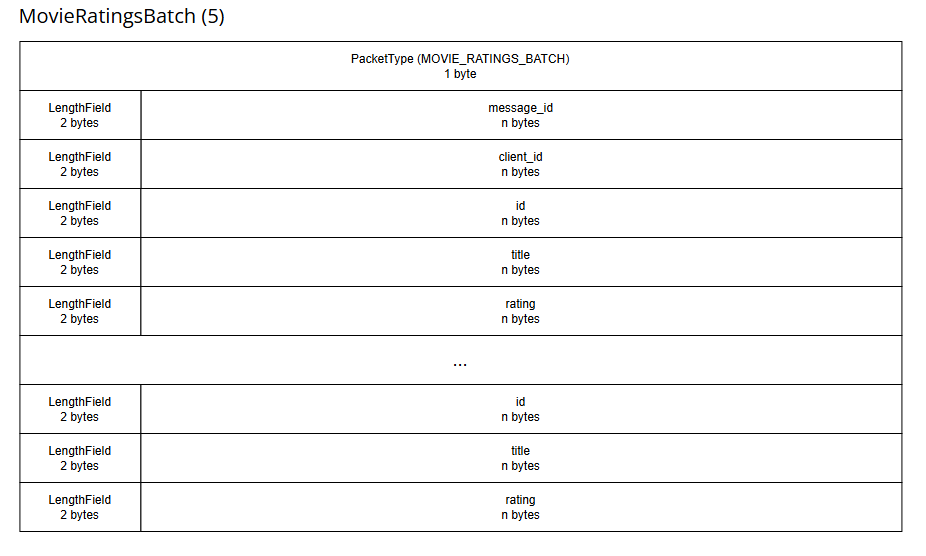 MovieRatingsBatch (5)
PacketType (MOVIE_RATINGS_BATCH)
1 byte
LengthField
2 bytes
message_id
n bytes
LengthField
2 bytes
client_id
n bytes
LengthField
2 bytes
id
n bytes
LengthField
2 bytes
title
n bytes
LengthField
2 bytes
rating
n bytes
...
LengthField
2 bytes
id
n bytes
LengthField
2 bytes
title
n bytes
LengthField
2 bytes
rating
n bytes